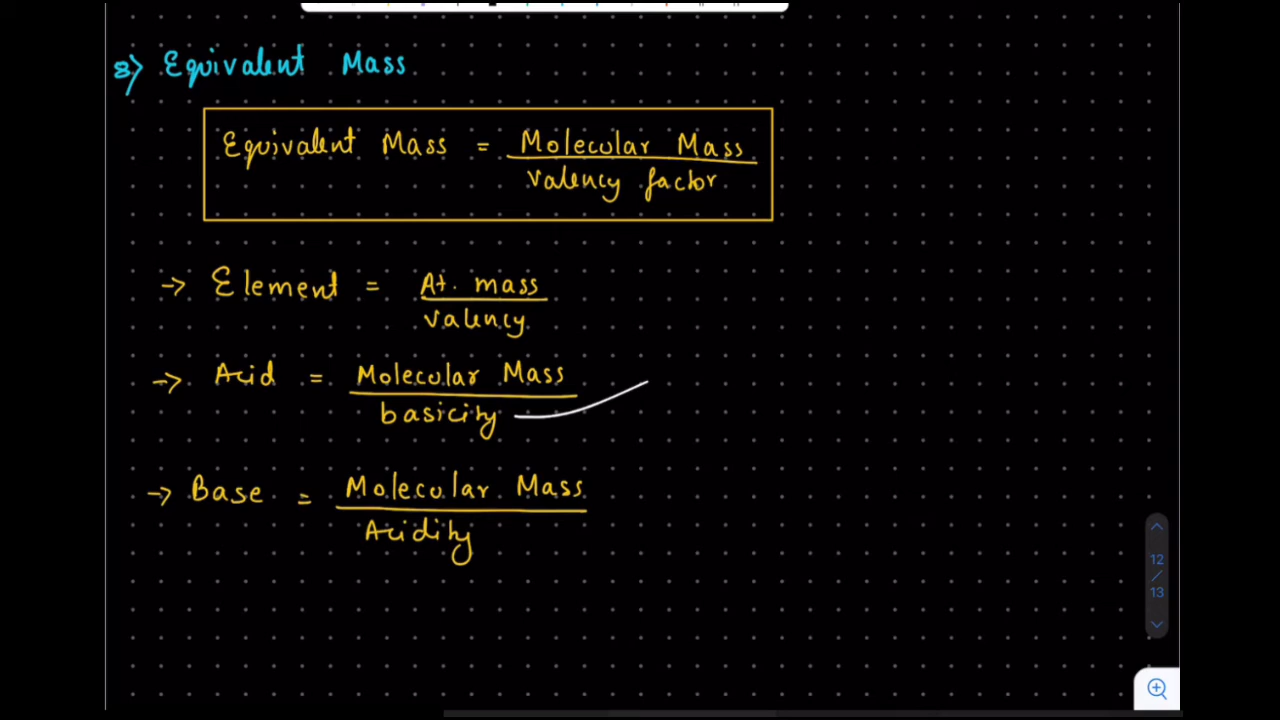 8) Equivalent Mass
Equivalent Mass = Molecular Mass
Valency factor
-> Element = At. mass
Valency
-> Acid = Molecular Mass
basicity
-> Base = Molecular Mass
Acidity
12
/
13